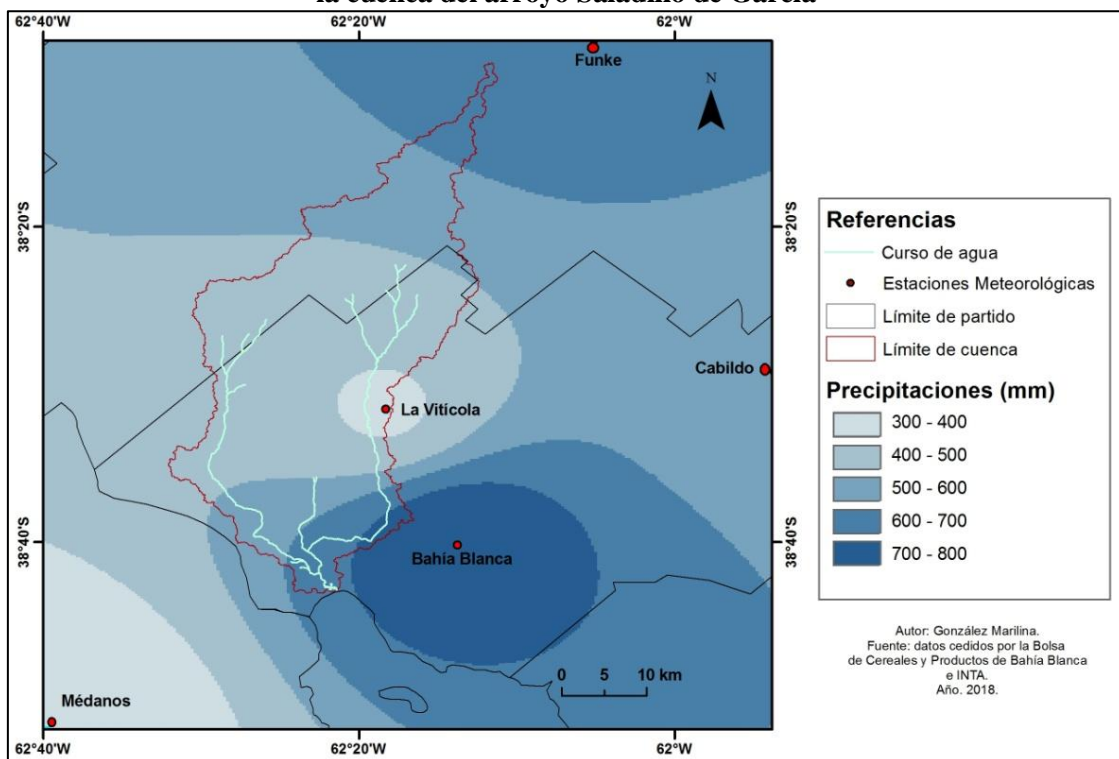 la cuenca del arroyo Saladillo de García
62°40'W
62°20'W
62°W
Funke
N
38°20'S
38°20'S
Cabildo
La Vitícola
38°40'S
38°40'S
Bahía Blanca
0 5 10 km
Médanos
62°40'W
62°20'W
62°W
Referencias
Curso de agua
Estaciones Meteorológicas
Límite de partido
Límite de cuenca
Precipitaciones (mm)
300 - 400
400 - 500
500 - 600
600 - 700
700 - 800
Autor: González Marilina.
Fuente: datos cedidos por la Bolsa
de Cereales y Productos de Bahía Blanca
e INTA.
Año. 2018.